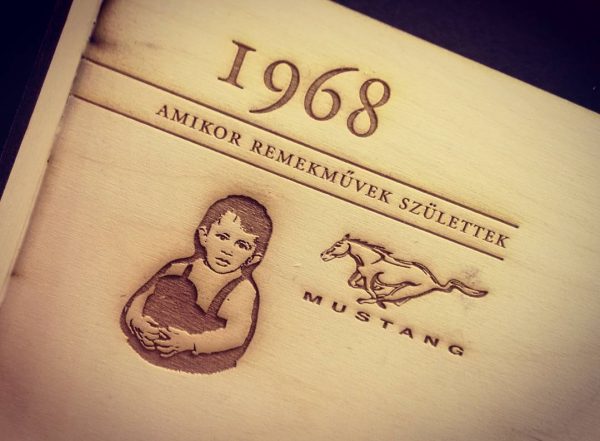 1968
AMIKOR REMEKMŰVEK SZÜLETTEK
MUSTANG